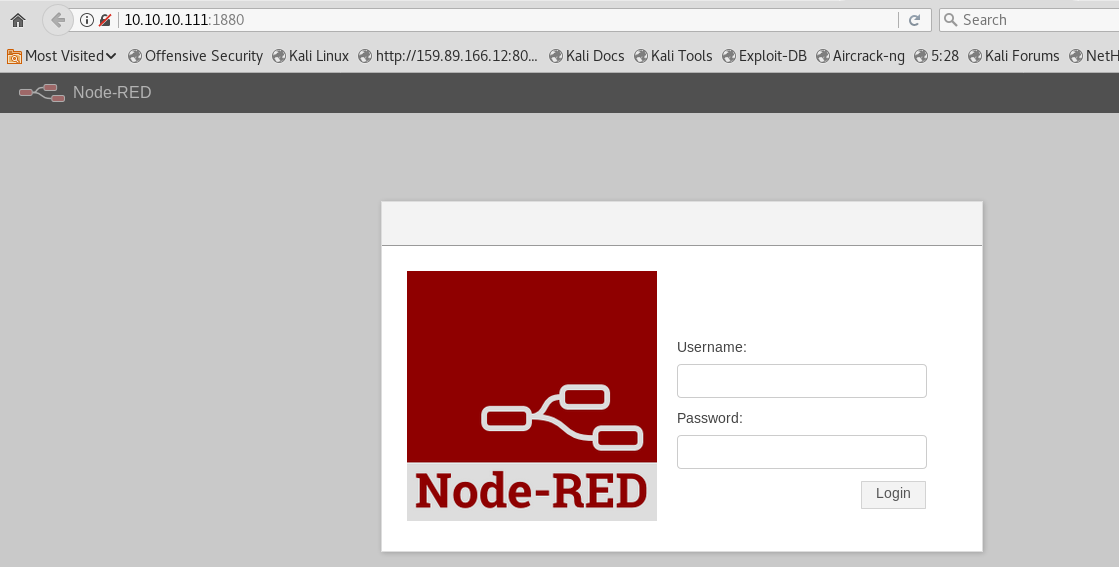 10.10.10.111:1880
Search
Most Visited Offensive Security Kali Linux http://159.89.166.12:80... Kali Docs Kali Tools Exploit-DB Aircrack-ng 5:28 Kali Forums NetH
Node-RED
Username:
Password:
Login
Node-RED